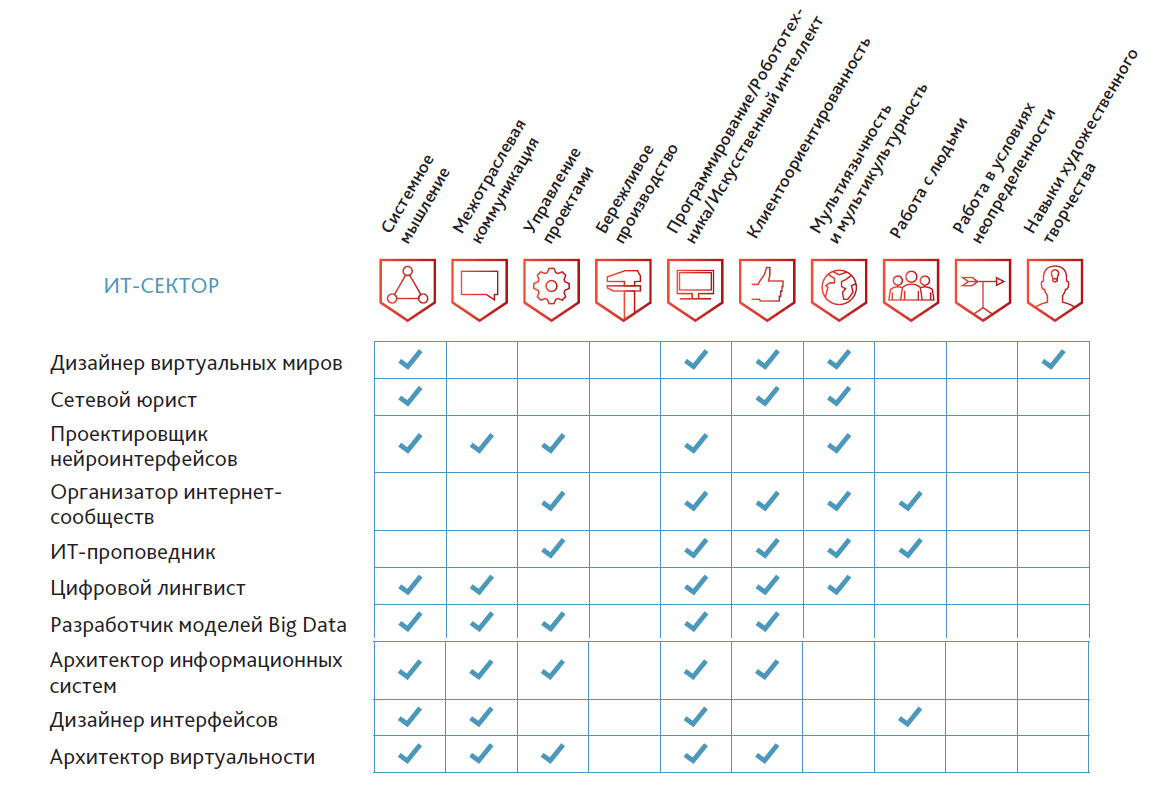 Системное
мышление
Межотраслевая
коммуникация
Управление
проектами
Бережливое
производство
Программирование/Робототех-
ника/Искусственный интеллект
Клиентоориентированность
Мультиязычность
и мультикультурность
Работа с людьми
Работа в условиях
неопределенности
Навыки художественного
творчества
ИТ-СЕКТОР
Дизайнер виртуальных миров
Сетевой юрист
Проектировщик
нейроинтерфейсов
Организатор интернет-
сообществ
ИТ-проповедник
Цифровой лингвист
Разработчик моделей Big Data
Архитектор информационных
систем
Дизайнер интерфейсов
Архитектор виртуальности